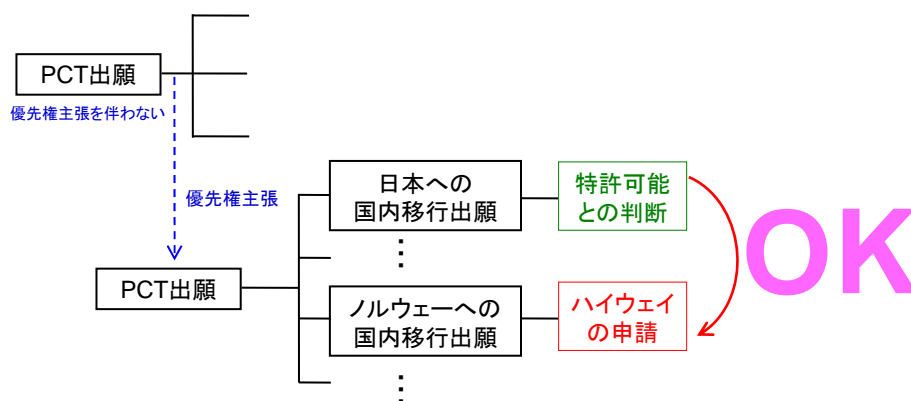 PCT出願
優先権主張を伴わない
優先権主張
日本への
国内移行出願
特許可能
との判断
OK
PCT出願
ノルウェーへの
国内移行出願
ハイウェイ
の申請